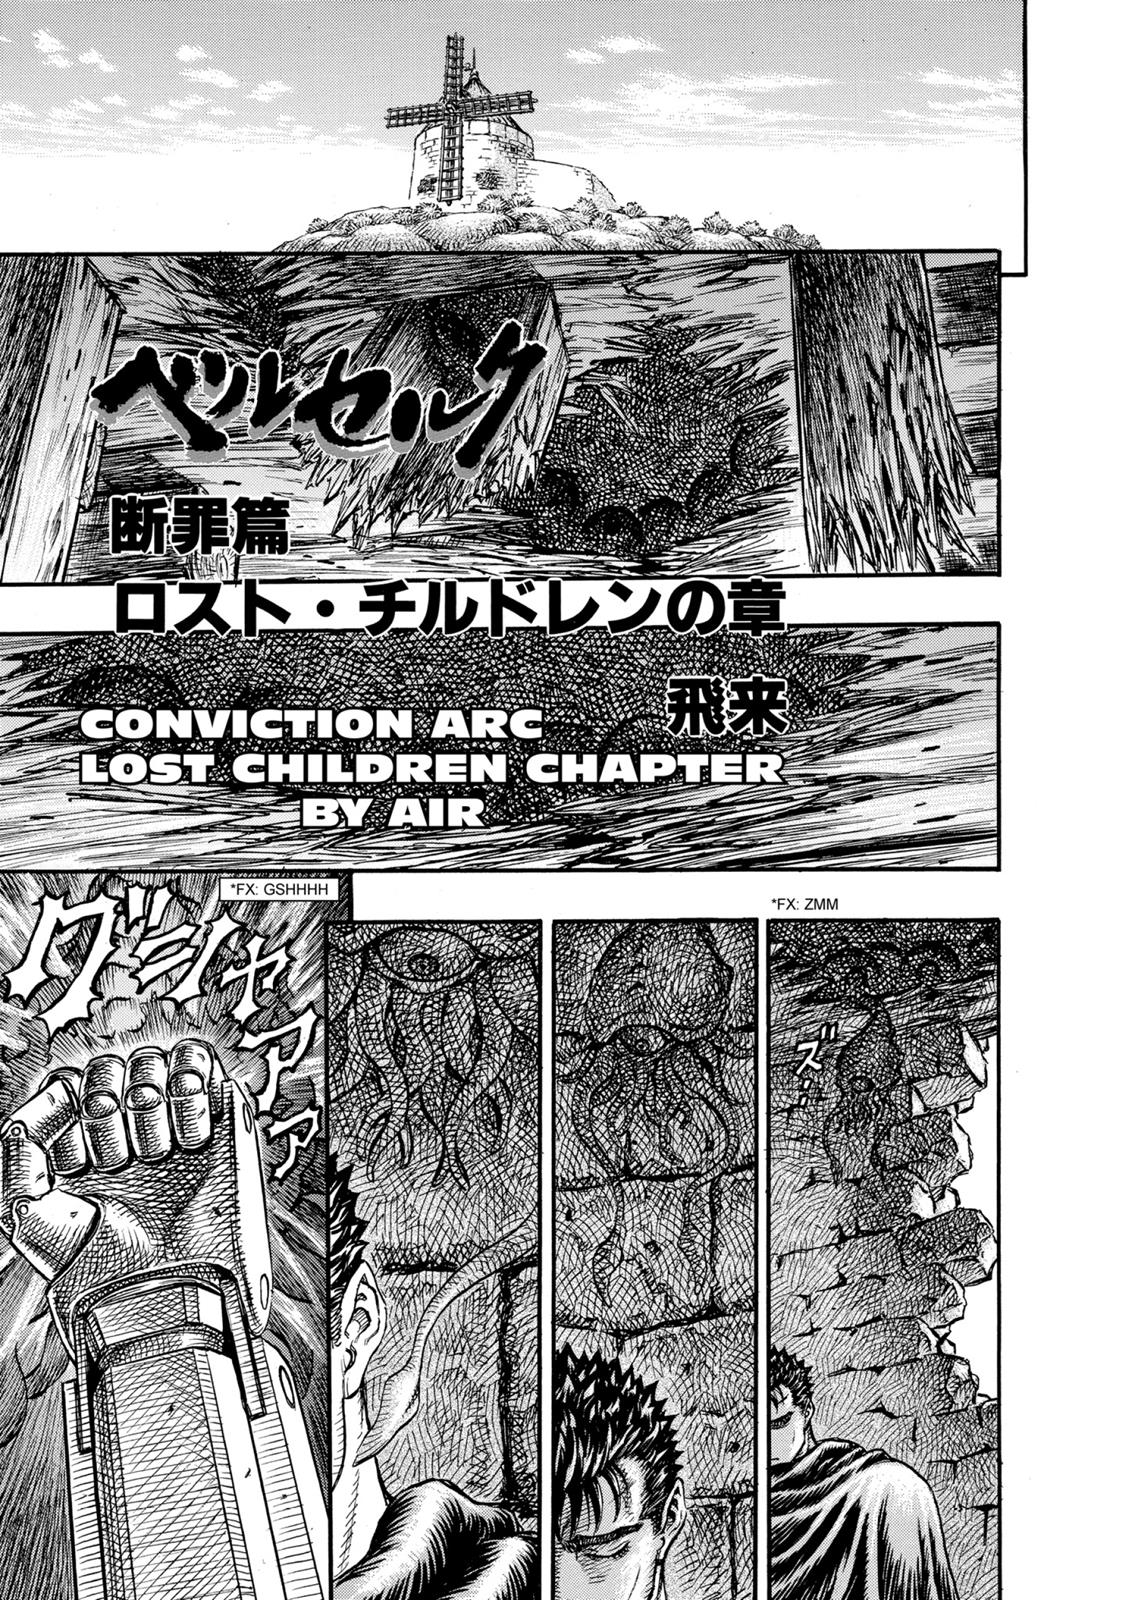 ベルセルク
断罪篇
ロスト・チルドレンの章
飛来
CONVICTION ARC
LOST CHILDREN CHAPTER
BY AIR
*FX: ZMM
ズ…
*FX: GSHHHH
グシャ
アアア